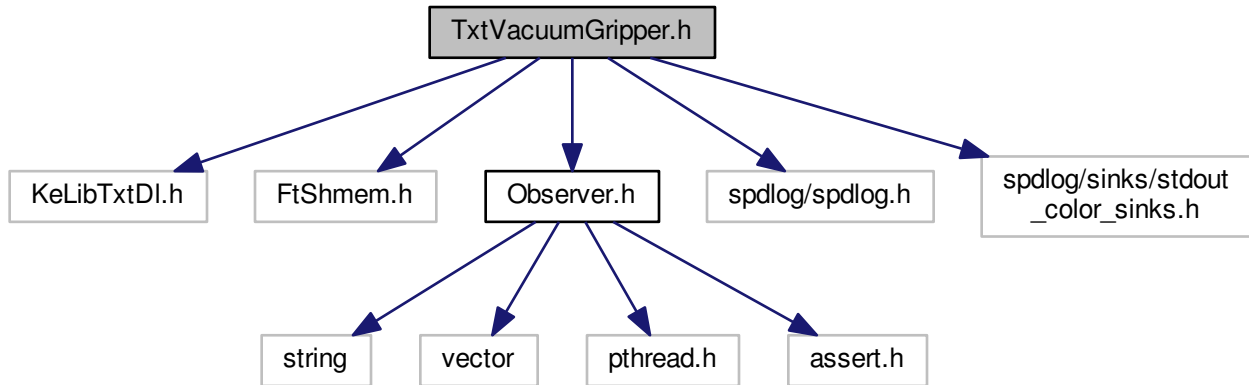 TxtVacuumGripper.h
KeLibTxtDl.h
FtShmem.h
Observer.h
spdlog/spdlog.h
spdlog/sinks/stdout
_color_sinks.h
string
vector
pthread.h
assert.h